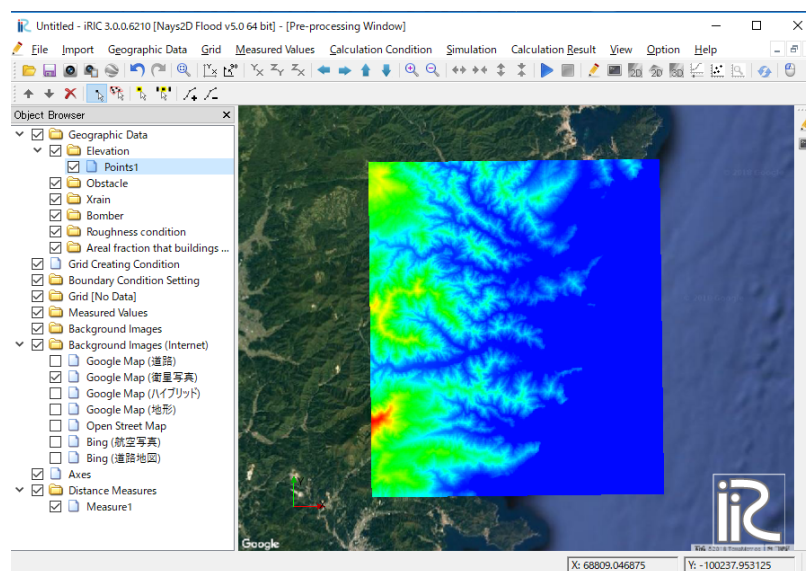 Untitled - iRIC 3.0.0.6210 [Nays2D Flood v5.0 64 bit] - [Pre-processing Window]
File Import Geographic Data Grid Measured Values Calculation Condition Simulation Calculation Result View Option Help
Object Browser
Geographic Data
Elevation
Points1
Obstacle
Xrain
Bomber
Roughness condition
Areal fraction that buildings ...
Grid Creating Condition
Boundary Condition Setting
Grid [No Data]
Measured Values
Background Images
Background Images (Internet)
Google Map (道路)
Google Map (衛星写真)
Google Map (ハイブリッド)
Google Map (地形)
Open Street Map
Bing (航空写真)
Bing (道路地図)
Axes
Distance Measures
Measure1
Google
iRIC
X: 68809.046875 Y: -100237.953125